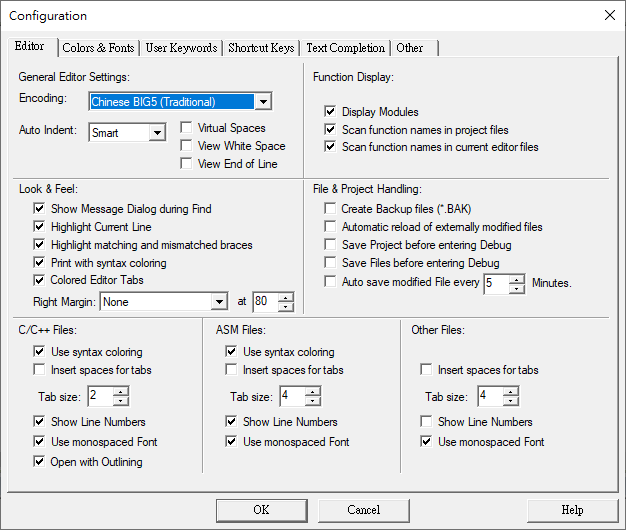 Configuration
Editor Colors & Fonts User Keywords Shortcut Keys Text Completion Other
General Editor Settings:
Encoding: Chinese BIG5 (Traditional)
Auto Indent: Smart
Virtual Spaces
View White Space
View End of Line
Function Display:
Display Modules
Scan function names in project files
Scan function names in current editor files
Look & Feel:
Show Message Dialog during Find
Highlight Current Line
Highlight matching and mismatched braces
Print with syntax coloring
Colored Editor Tabs
Right Margin: None at 80
File & Project Handling:
Create Backup files (*.BAK)
Automatic reload of externally modified files
Save Project before entering Debug
Save Files before entering Debug
Auto save modified File every 5 Minutes.
C/C++ Files:
Use syntax coloring
Insert spaces for tabs
Tab size: 2
Show Line Numbers
Use monospaced Font
Open with Outlining
ASM Files:
Use syntax coloring
Insert spaces for tabs
Tab size: 4
Show Line Numbers
Use monospaced Font
Other Files:
Insert spaces for tabs
Tab size: 4
Show Line Numbers
Use monospaced Font
OK Cancel Help